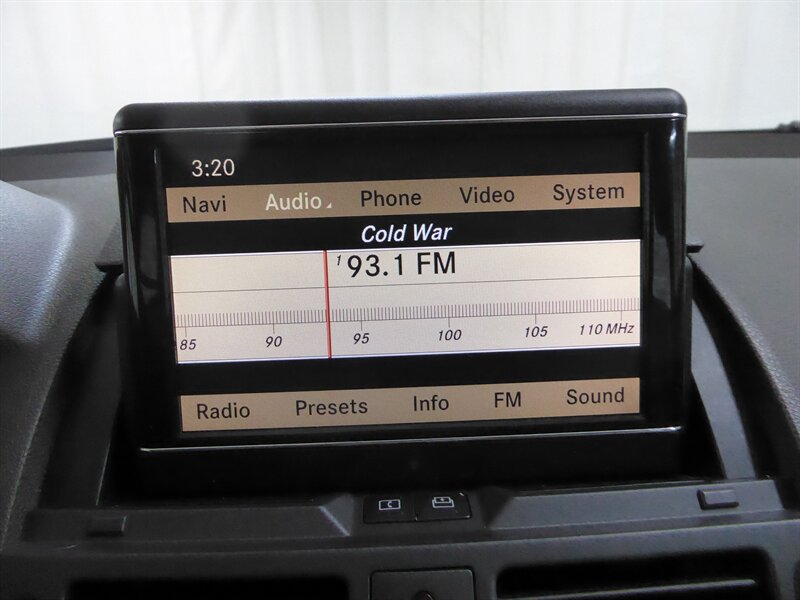 3:20
Navi Audio Phone Video System
Cold War
1 93.1 FM
85 90 95 100 105 110 MHz
Radio Presets Info FM Sound
C